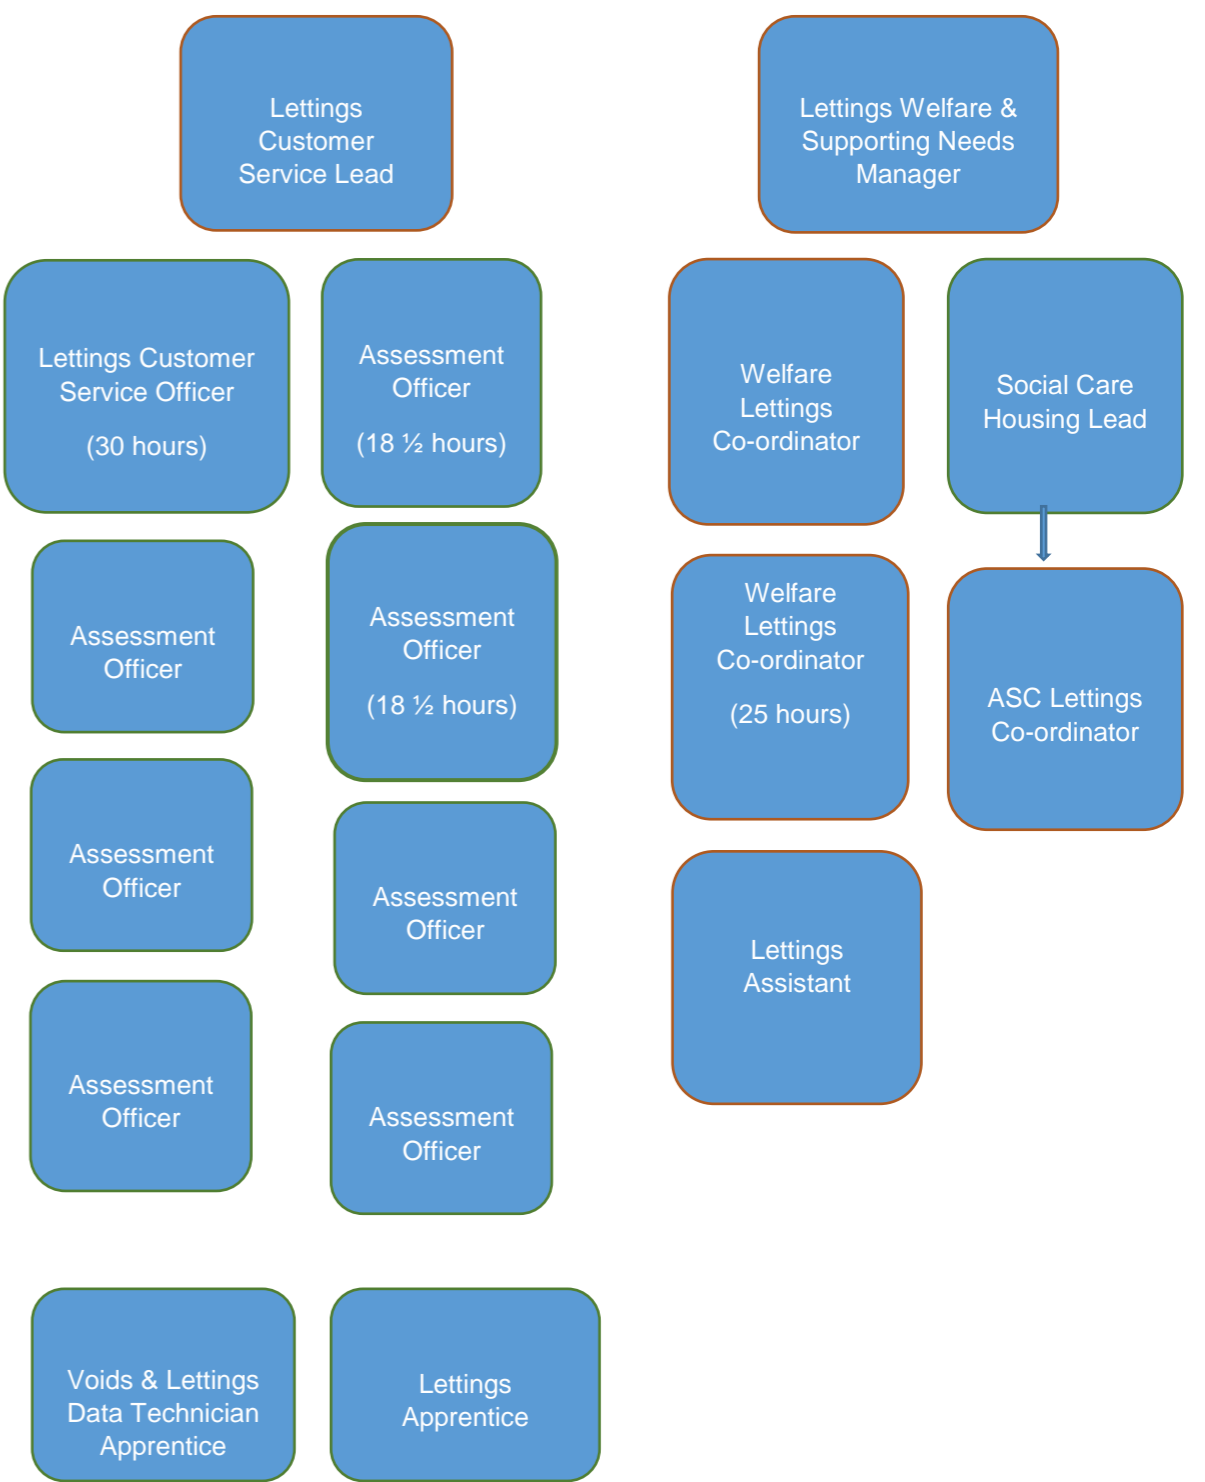 Lettings
Customer
Service Lead
Lettings Welfare &
Supporting Needs
Manager
Lettings Customer
Service Officer
(30 hours)
Assessment
Officer
(18 ½ hours)
Welfare
Lettings
Co-ordinator
Social Care
Housing Lead
Assessment
Officer
Assessment
Officer
(18 ½ hours)
Welfare
Lettings
Co-ordinator
(25 hours)
ASC Lettings
Co-ordinator
Assessment
Officer
Assessment
Officer
Lettings
Assistant
Assessment
Officer
Assessment
Officer
Voids & Lettings
Data Technician
Apprentice
Lettings
Apprentice